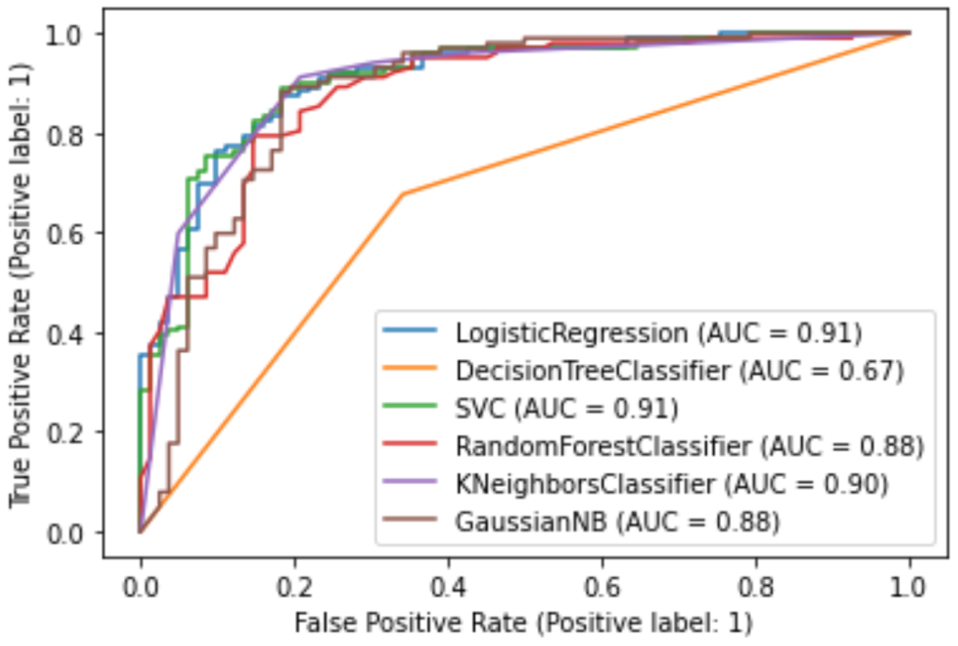 True Positive Rate (Positive label: 1)
1.0
0.8
0.6
0.4
0.2
0.0
LogisticRegression (AUC = 0.91)
DecisionTreeClassifier (AUC = 0.67)
SVC (AUC = 0.91)
RandomForestClassifier (AUC = 0.88)
KNeighborsClassifier (AUC = 0.90)
GaussianNB (AUC = 0.88)
0.0 0.2 0.4 0.6 0.8 1.0
False Positive Rate (Positive label: 1)